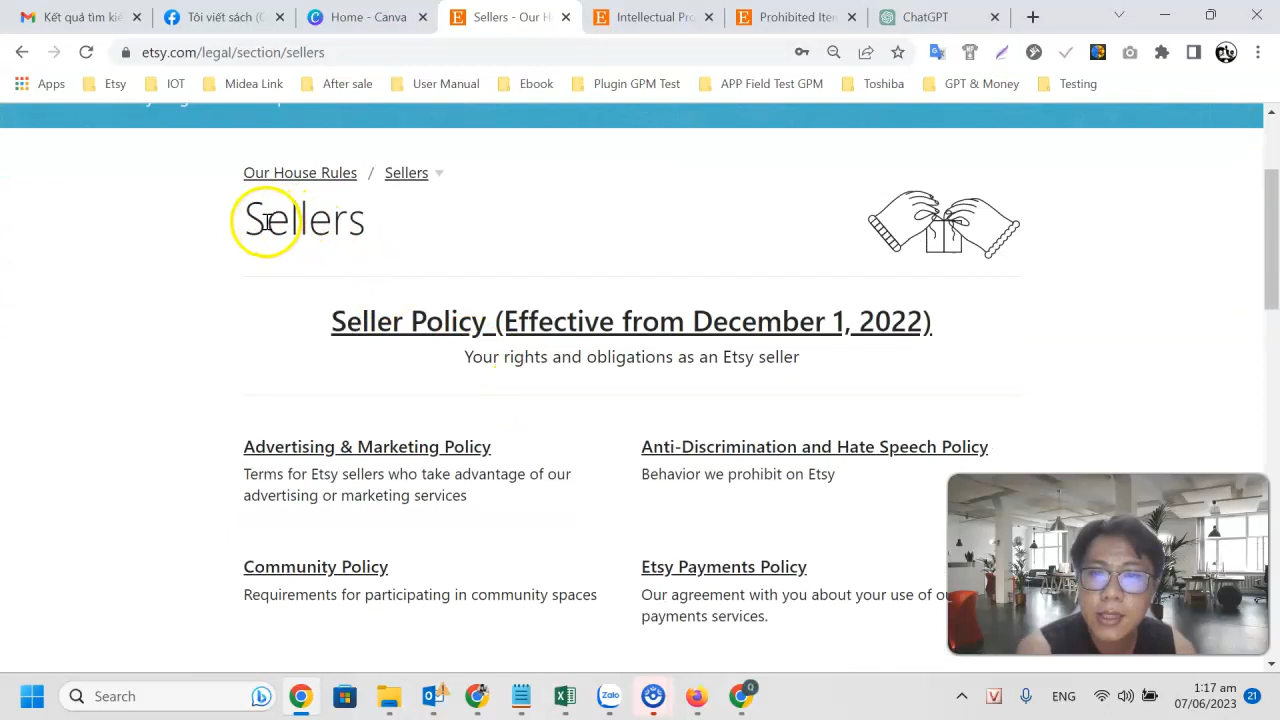 Kết quả tìm kiế
Tôi viết sách (
Home - Canva
Sellers - Our H
Intellectual Pro
Prohibited Iten
ChatGPT
etsy.com/legal/section/sellers
Apps
Etsy
IOT
Midea Link
After sale
User Manual
Ebook
Plugin GPM Test
APP Field Test GPM
Toshiba
GPT & Money
Testing
Our House Rules / Sellers
Sellers
Seller Policy (Effective from December 1, 2022)
Your rights and obligations as an Etsy seller
Advertising & Marketing Policy
Terms for Etsy sellers who take advantage of our
advertising or marketing services
Anti-Discrimination and Hate Speech Policy
Behavior we prohibit on Etsy
Community Policy
Requirements for participating in community spaces
Etsy Payments Policy
Our agreement with you about your use of ou
payments services.
Search
Zalo
Q
V
ENG
1:17 am
07/06/2023
21